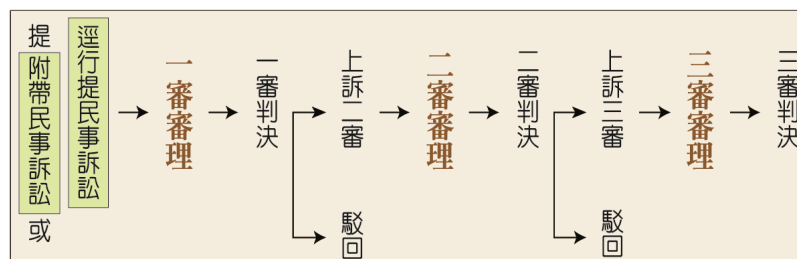 提附帶民事訴訟或
逕行提民事訴訟
一審審理
一審判決
上訴二審
駁回
二審審理
二審判決
上訴三審
駁回
三審審理
三審判決